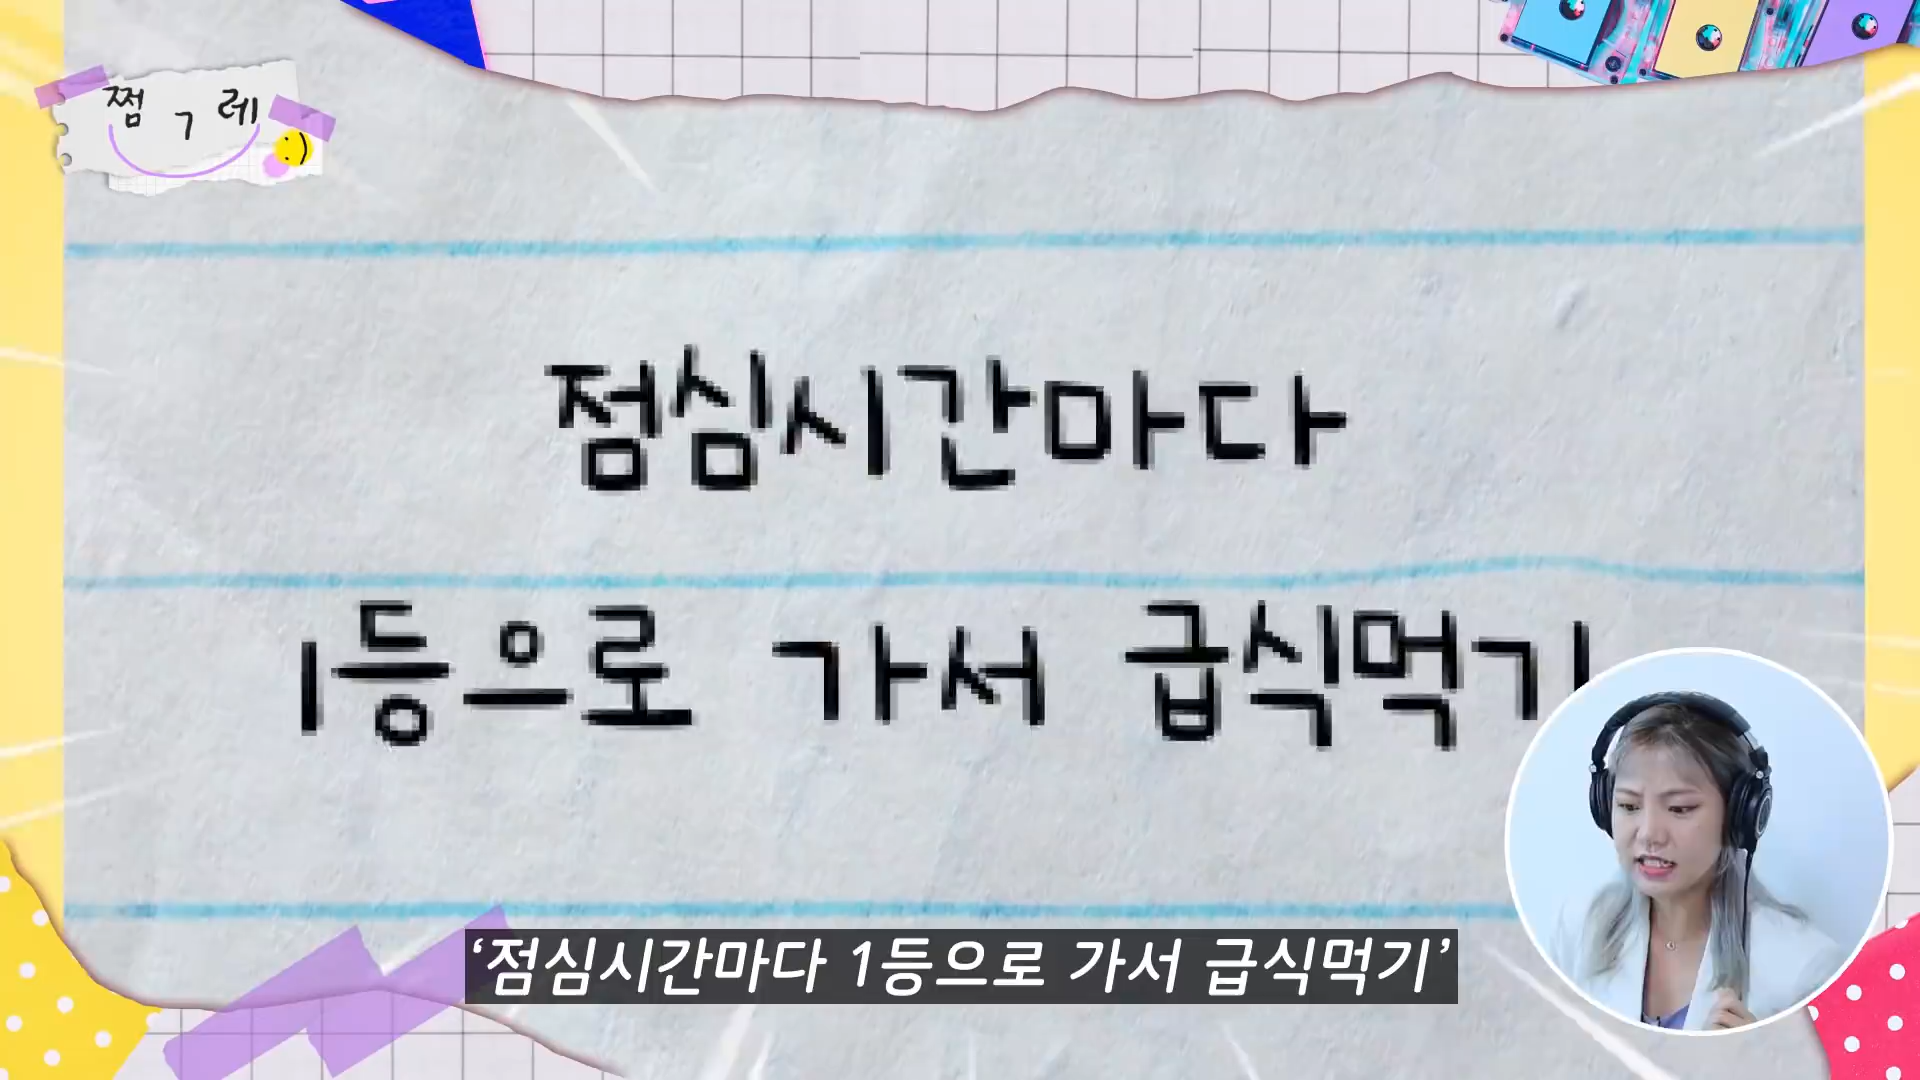 쩜 ㄱ 레
점심시간마다
1등으로 가서 급식먹기
‘점심시간마다 1등으로 가서 급식먹기’